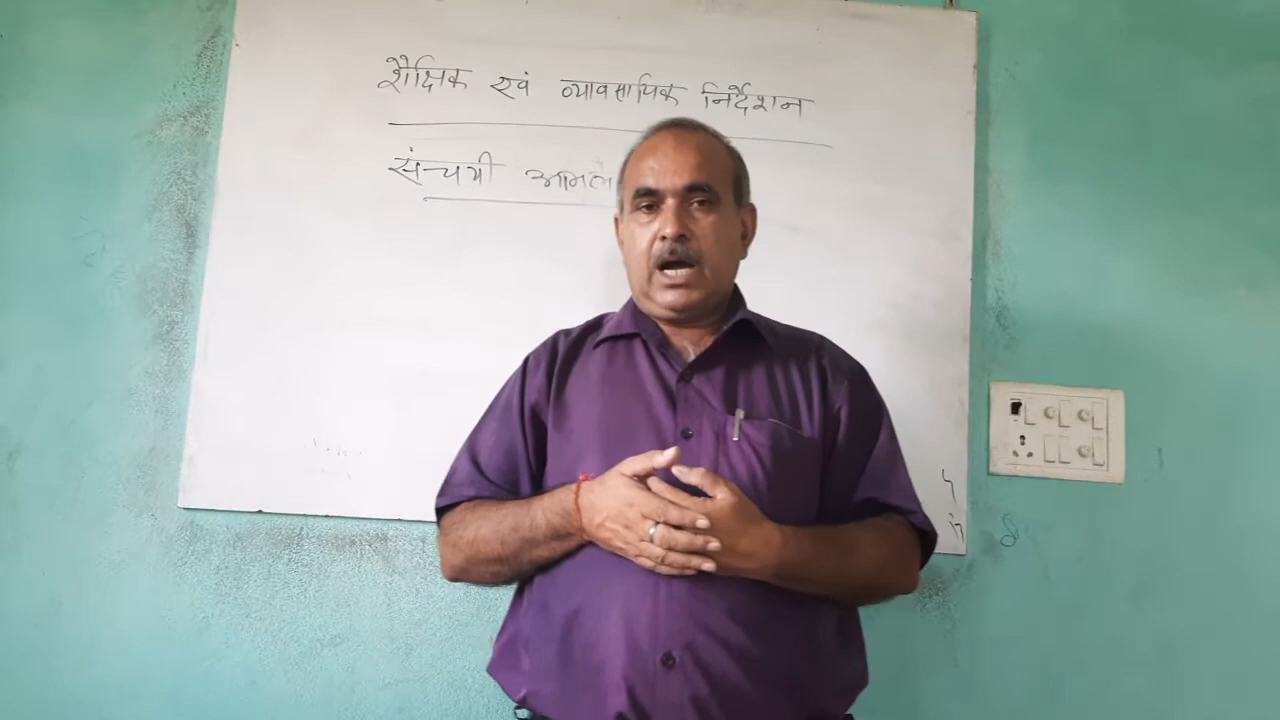 शैक्षिक एवं व्यावसायिक निर्देशन
संचयी